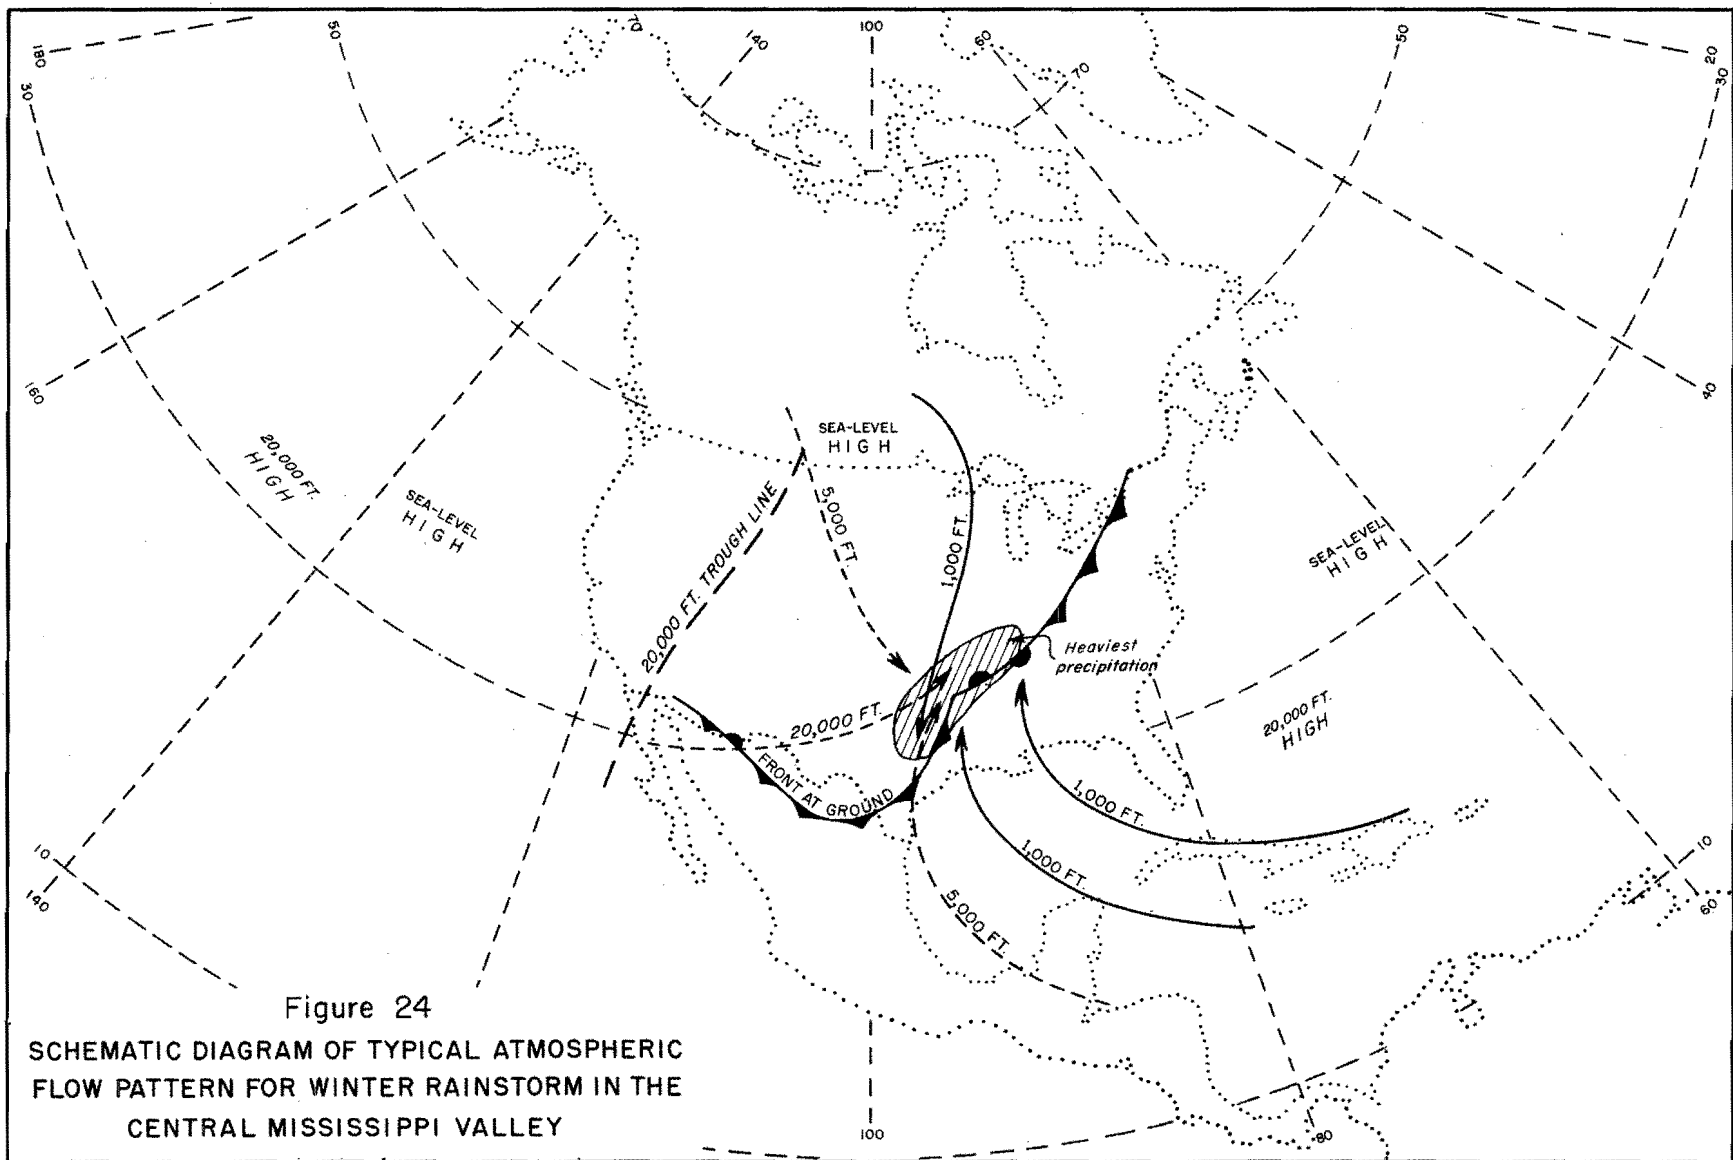 180
30
50
70
140
100
60
70
50
20
30
160
40
20,000 FT.
HIGH
SEA-LEVEL
HIGH
SEA-LEVEL
HIGH
5,000 FT.
1,000 FT.
20,000 FT. TROUGH LINE
SEA-LEVEL
HIGH
Heaviest
precipitation
20,000 FT.
20,000 FT.
HIGH
FRONT AT GROUND
1,000 FT.
1,000 FT.
5,000 FT.
10
140
10
60
100
80
Figure 24
SCHEMATIC DIAGRAM OF TYPICAL ATMOSPHERIC
FLOW PATTERN FOR WINTER RAINSTORM IN THE
CENTRAL MISSISSIPPI VALLEY